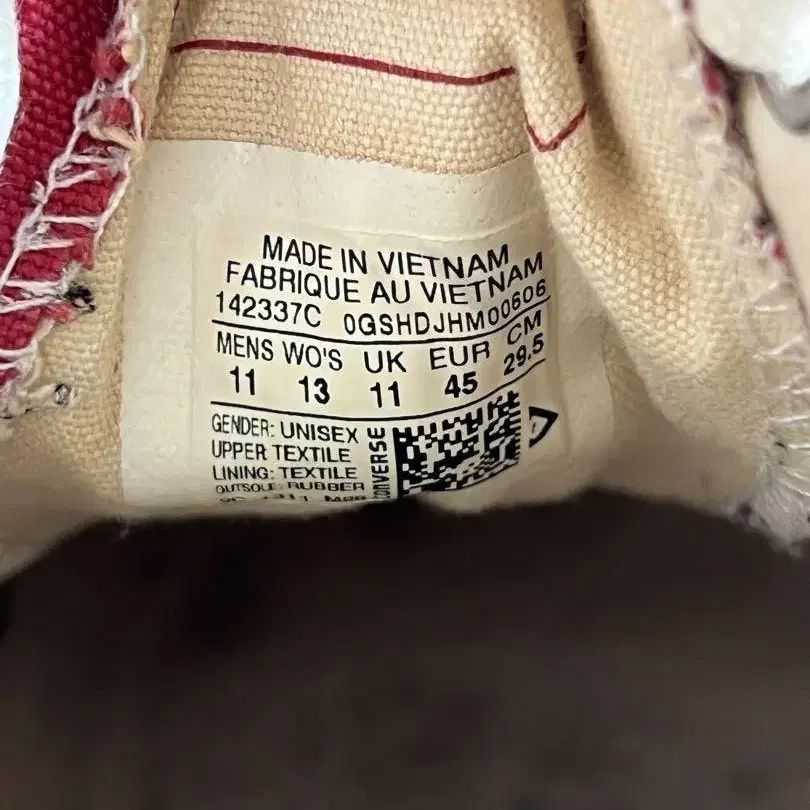 MADE IN VIETNAM
FABRIQUE AU VIETNAM
142337C 0GSHDJHM00606
MENS WO'S UK EUR CM
11 13 11 45 29.5
GENDER: UNISEX
UPPER TEXTILE
LINING: TEXTILE
OUTSOLE: RUBBER
CONVERSE